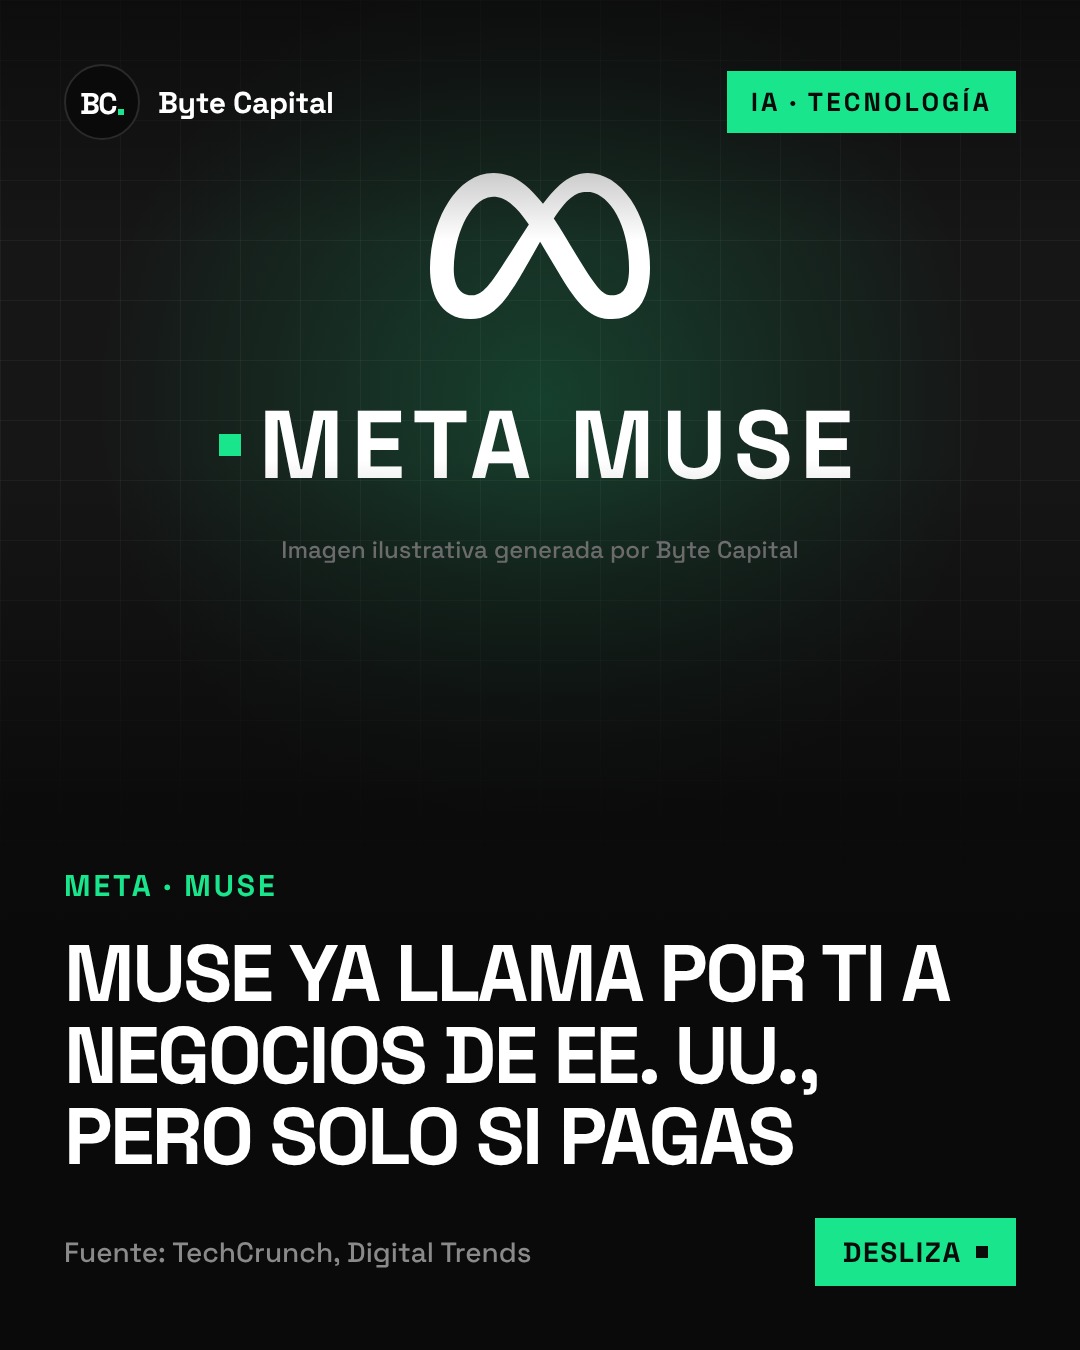 BC.
Byte Capital
IA · TECNOLOGÍA
META MUSE
Imagen ilustrativa generada por Byte Capital
META · MUSE
MUSE YA LLAMA POR TI A
NEGOCIOS DE EE. UU.,
PERO SOLO SI PAGAS
Fuente: TechCrunch, Digital Trends
DESLIZA